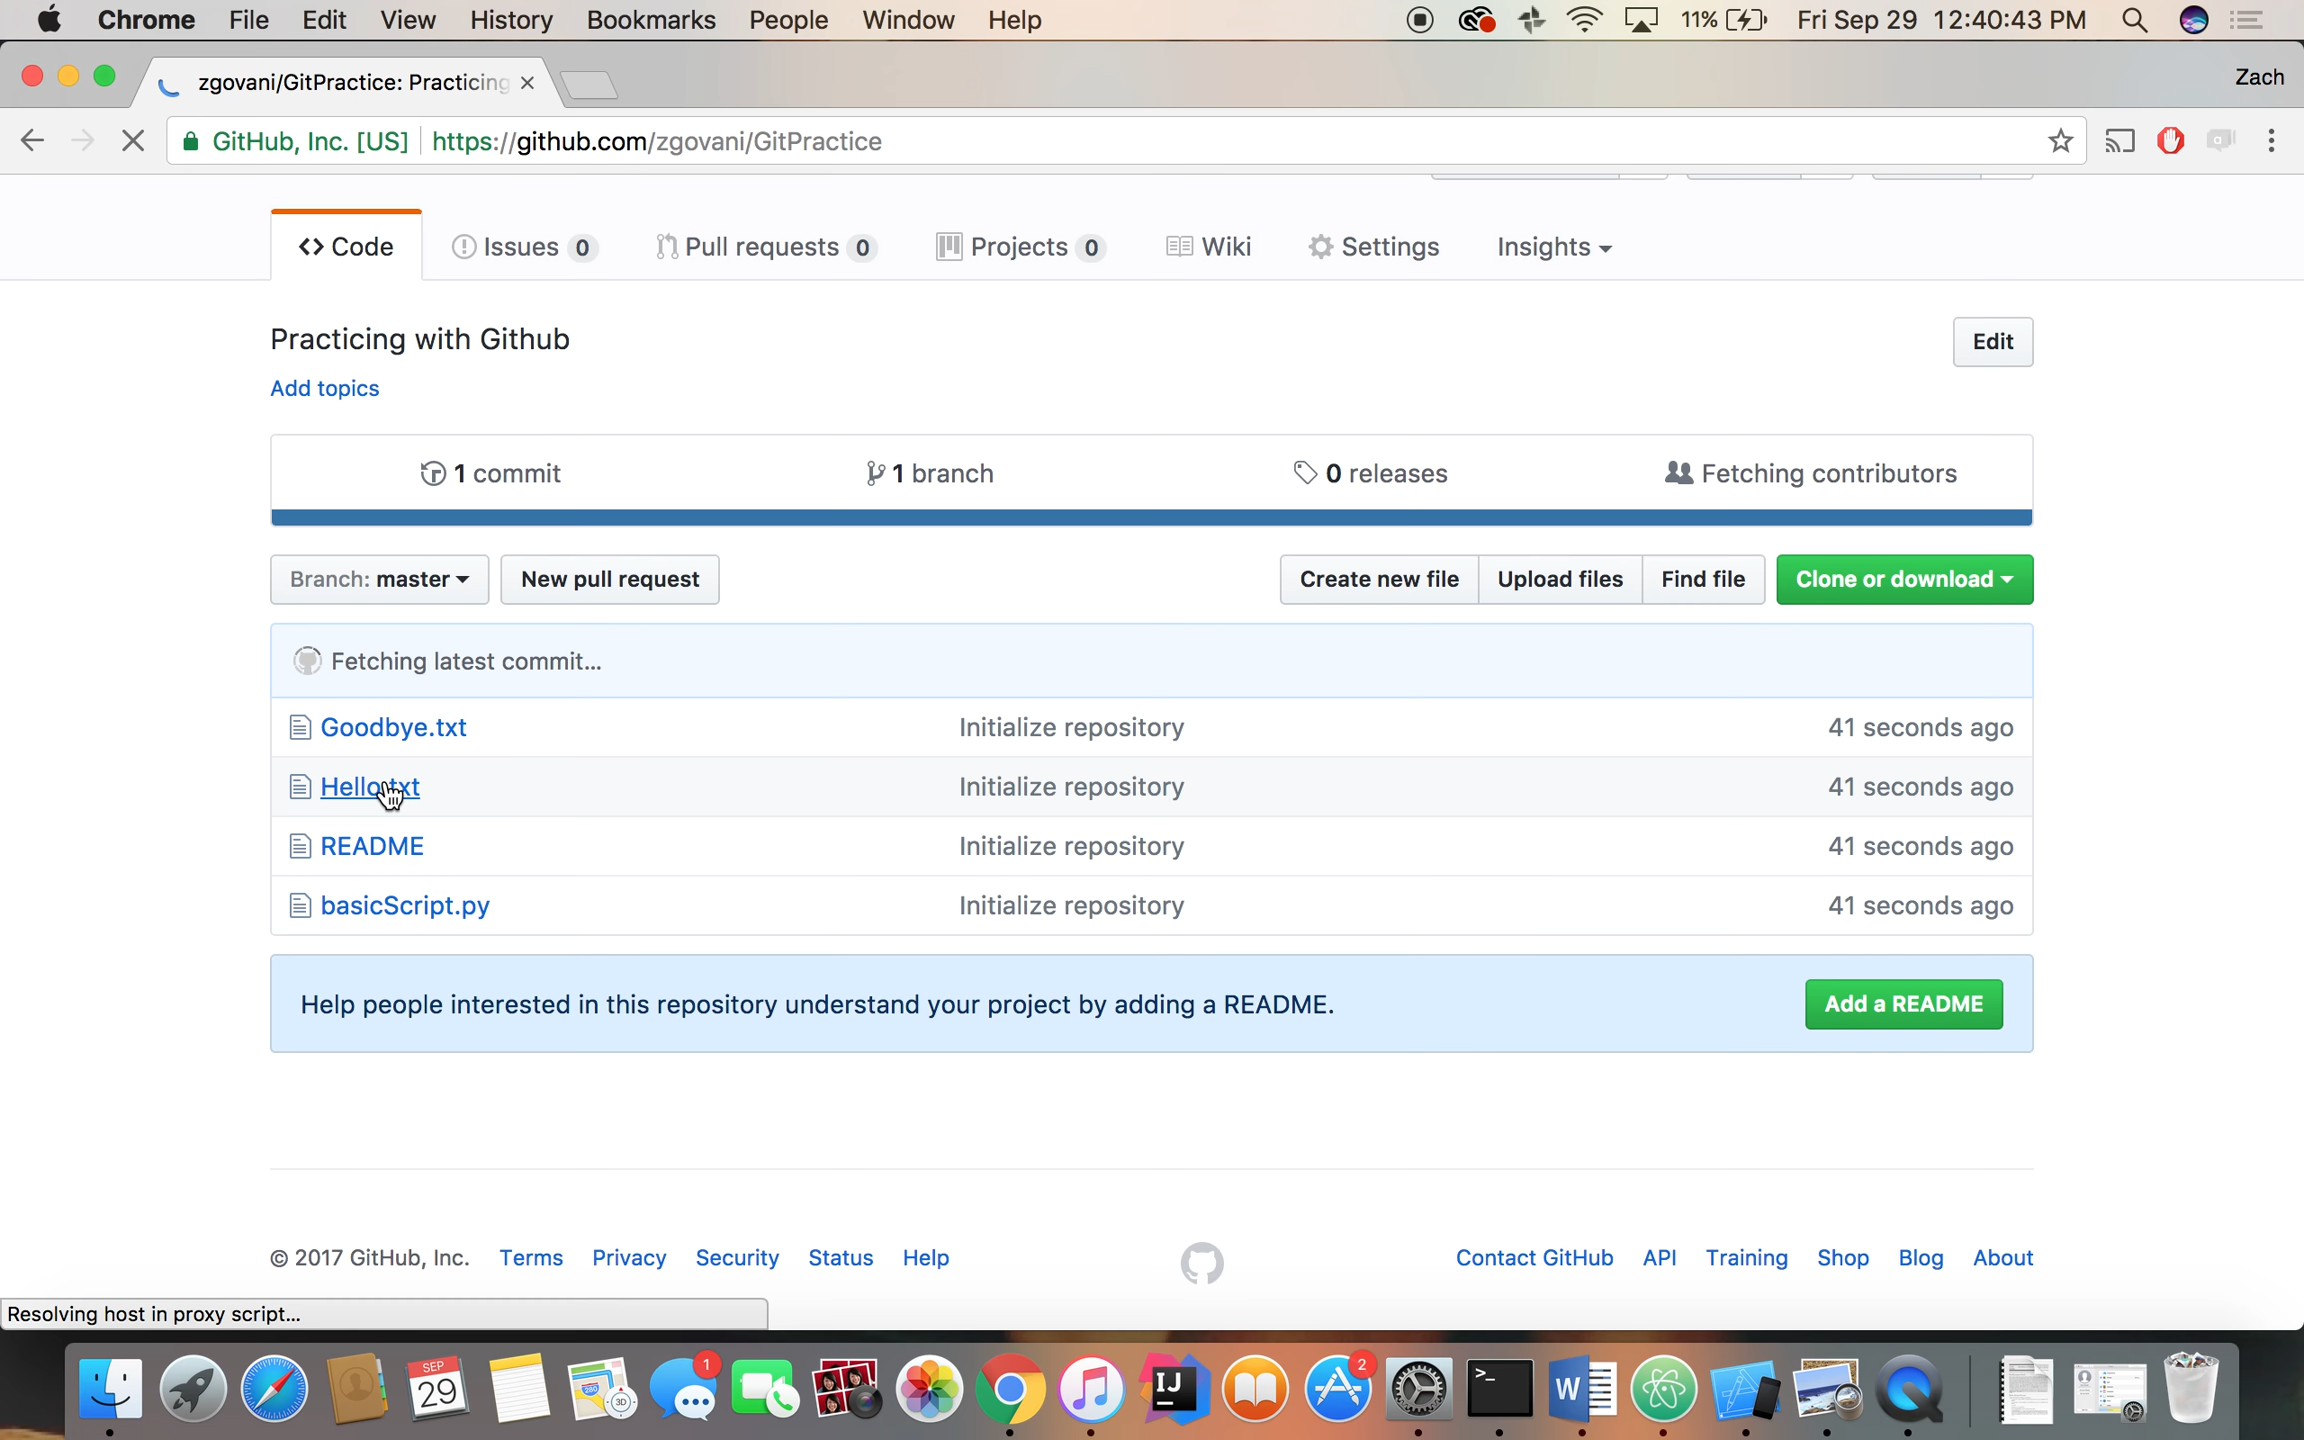 Chrome File Edit View History Bookmarks People Window Help 11% Fri Sep 29 12:40:43 PM
zgovani/GitPractice: Practicing Zach
GitHub, Inc. [US] https://github.com/zgovani/GitPractice
Code Issues 0 Pull requests 0 Projects 0 Wiki Settings Insights
Practicing with Github Edit
Add topics
1 commit 1 branch 0 releases Fetching contributors
Branch: master New pull request Create new file Upload files Find file Clone or download
Fetching latest commit...
Goodbye.txt Initialize repository 41 seconds ago
Hello.txt Initialize repository 41 seconds ago
README Initialize repository 41 seconds ago
basicScript.py Initialize repository 41 seconds ago
Help people interested in this repository understand your project by adding a README. Add a README
© 2017 GitHub, Inc. Terms Privacy Security Status Help Contact GitHub API Training Shop Blog About
Resolving host in proxy script...
SEP 29 280 3D 1 IJ 2 >_ W